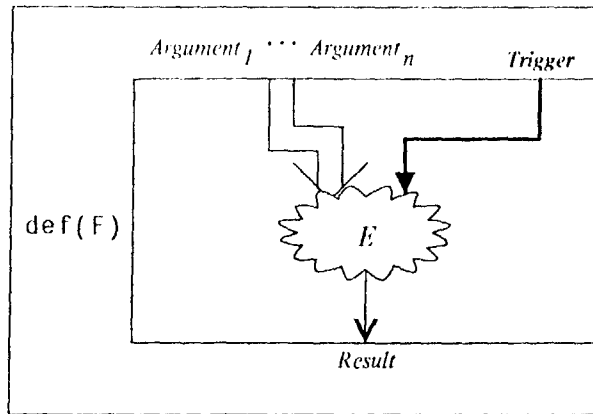 Argument₁ ··· Argumentₙ Trigger
def(F)
E
Result